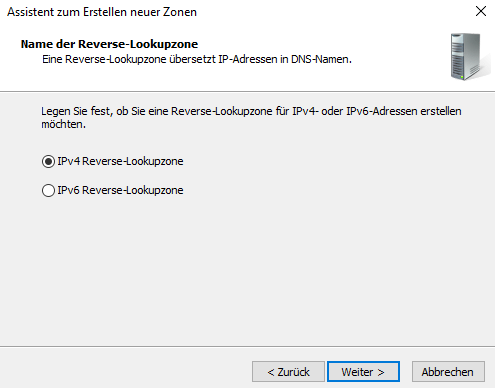 Assistent zum Erstellen neuer Zonen
Name der Reverse-Lookupzone
Eine Reverse-Lookupzone übersetzt IP-Adressen in DNS-Namen.
Legen Sie fest, ob Sie eine Reverse-Lookupzone für IPv4- oder IPv6-Adressen erstellen
möchten.
IPv4 Reverse-Lookupzone
IPv6 Reverse-Lookupzone
< Zurück
Weiter >
Abbrechen